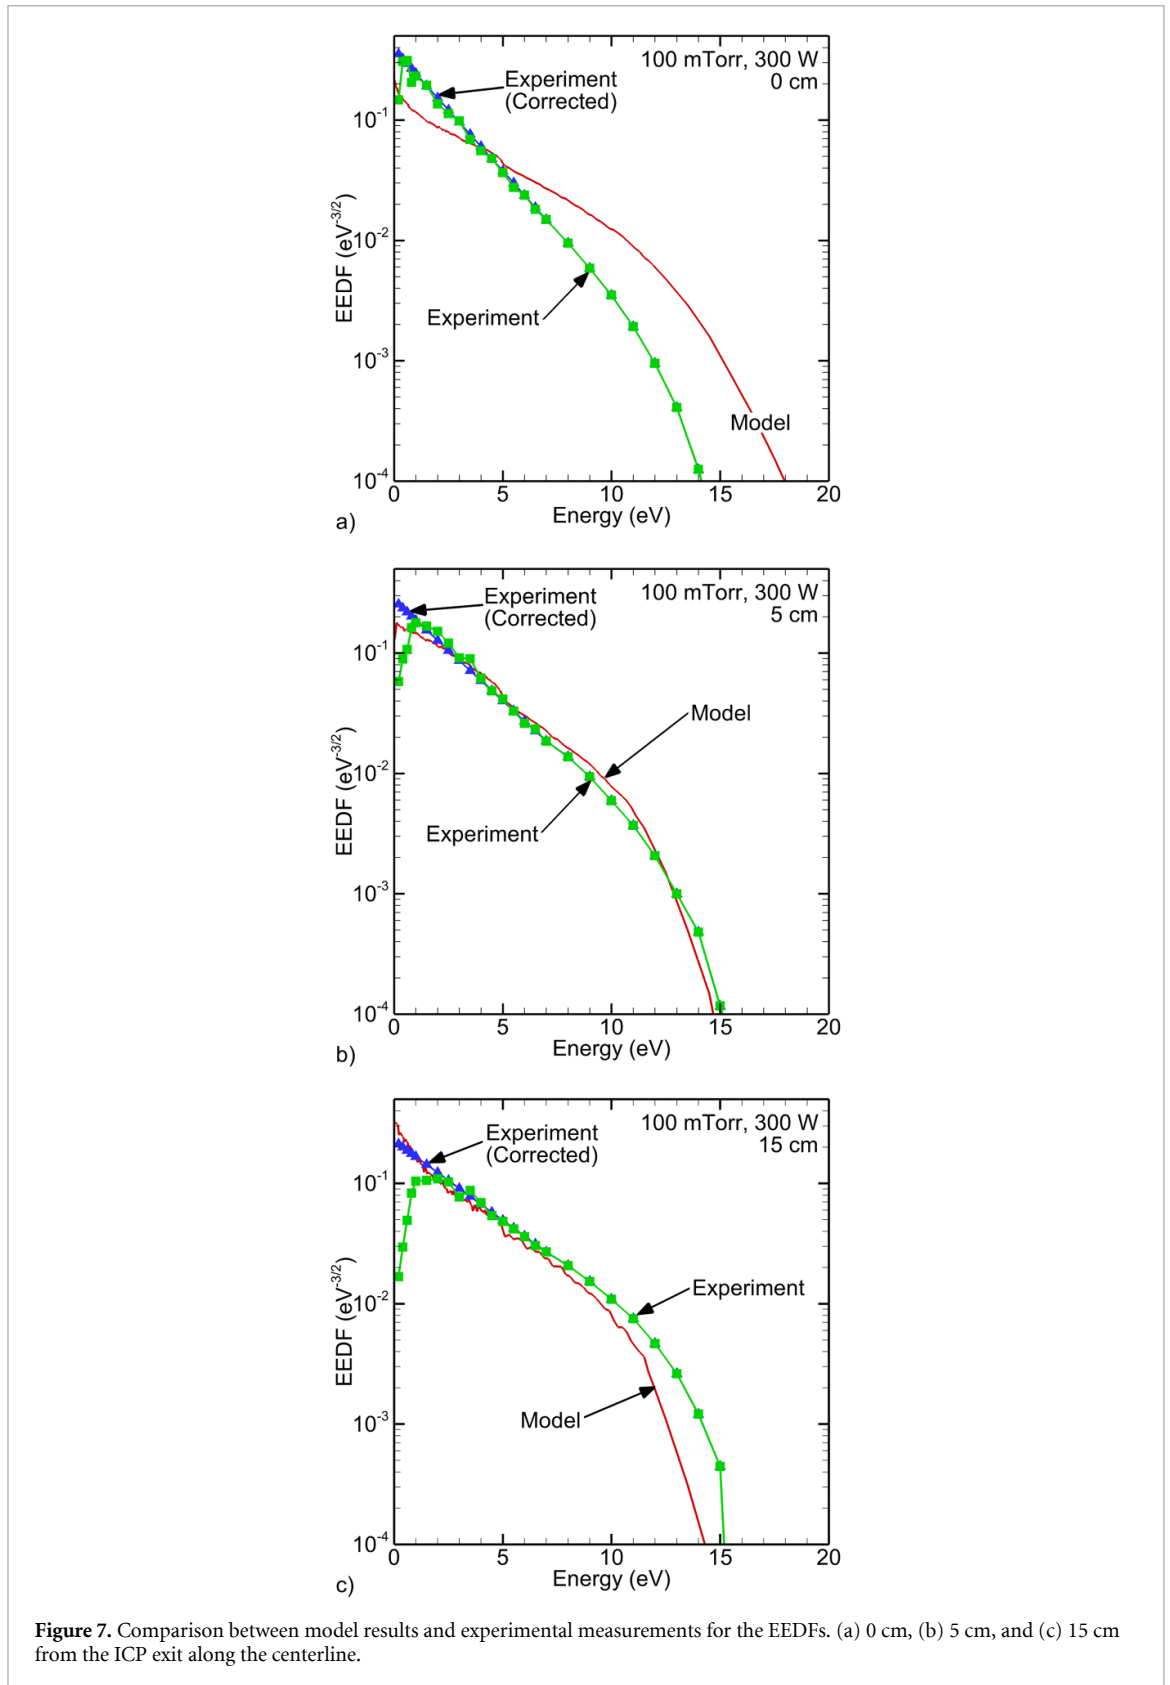 100 mTorr, 300 W
0 cm
Experiment
(Corrected)
Experiment
Model
EEDF (eV-3/2)
10-1
10-2
10-3
10-4
0 5 10 15 20
Energy (eV)
a)
100 mTorr, 300 W
5 cm
Experiment
(Corrected)
Model
Experiment
EEDF (eV-3/2)
10-1
10-2
10-3
10-4
0 5 10 15 20
Energy (eV)
b)
100 mTorr, 300 W
15 cm
Experiment
(Corrected)
Experiment
Model
EEDF (eV-3/2)
10-1
10-2
10-3
10-4
0 5 10 15 20
Energy (eV)
c)
Figure 7. Comparison between model results and experimental measurements for the EEDFs. (a) 0 cm, (b) 5 cm, and (c) 15 cm
from the ICP exit along the centerline.